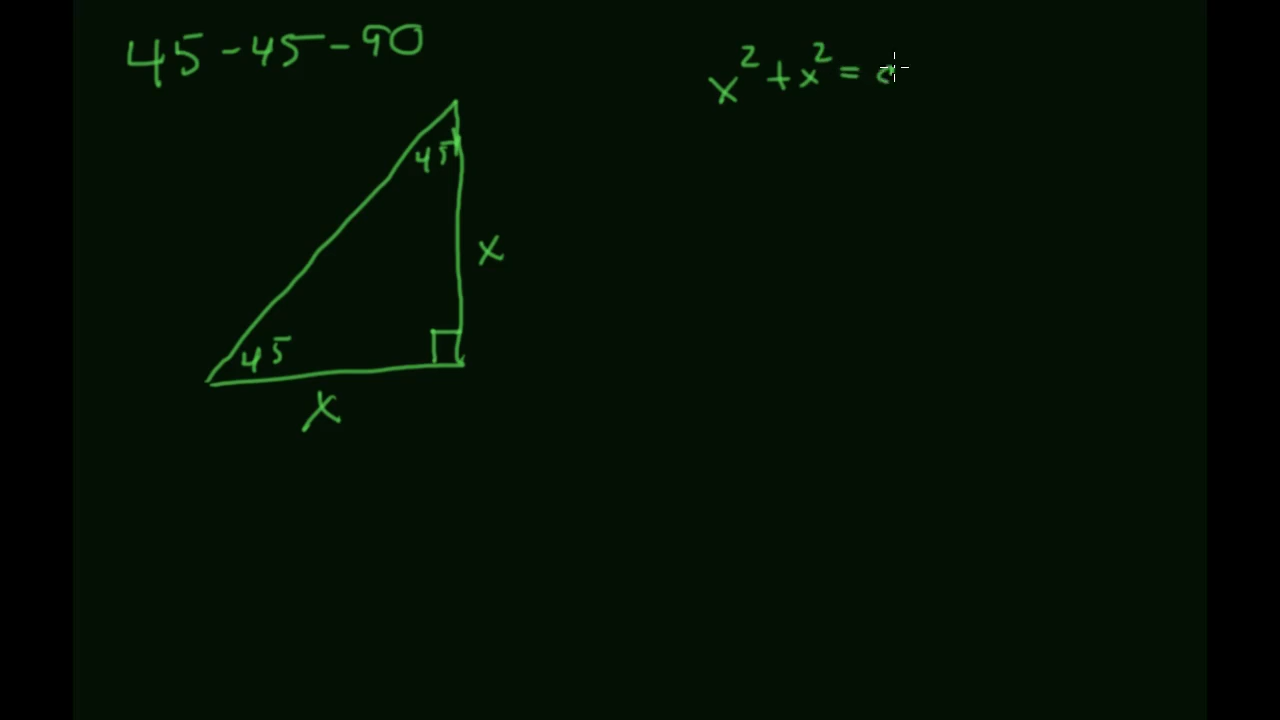 45-45-90
x² + x² =
45
x
45
x